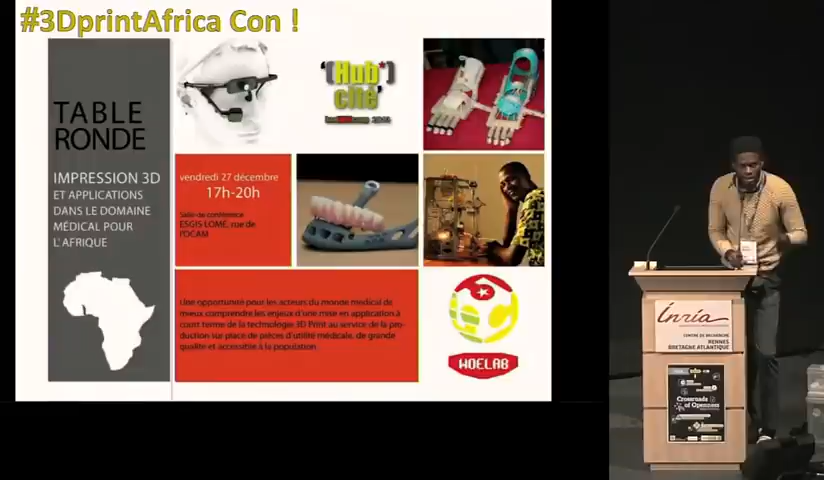 #3DprintAfrica Con !
TABLE
RONDE
IMPRESSION 3D
ET APPLICATIONS
DANS LE DOMAINE
MÉDICAL POUR
L'AFRIQUE
Hub
cité
vendredi 27 décembre
17h-20h
Salle de conférence
ESGIS LOMÉ, rue de
l'OCAM
Une opportunité pour les acteurs du monde medical de
mieux comprendre les enjeux d'une mise en application à
court terme de la technologie 3D Print au service de la pro-
duction sur place de pièces d'utilité médicale, de grande
qualité et accessible à la population.
WOELAB
Inria
CENTRE DE RECHERCHE
RENNES
BRETAGNE ATLANTIQUE
Crossroads
of Openness